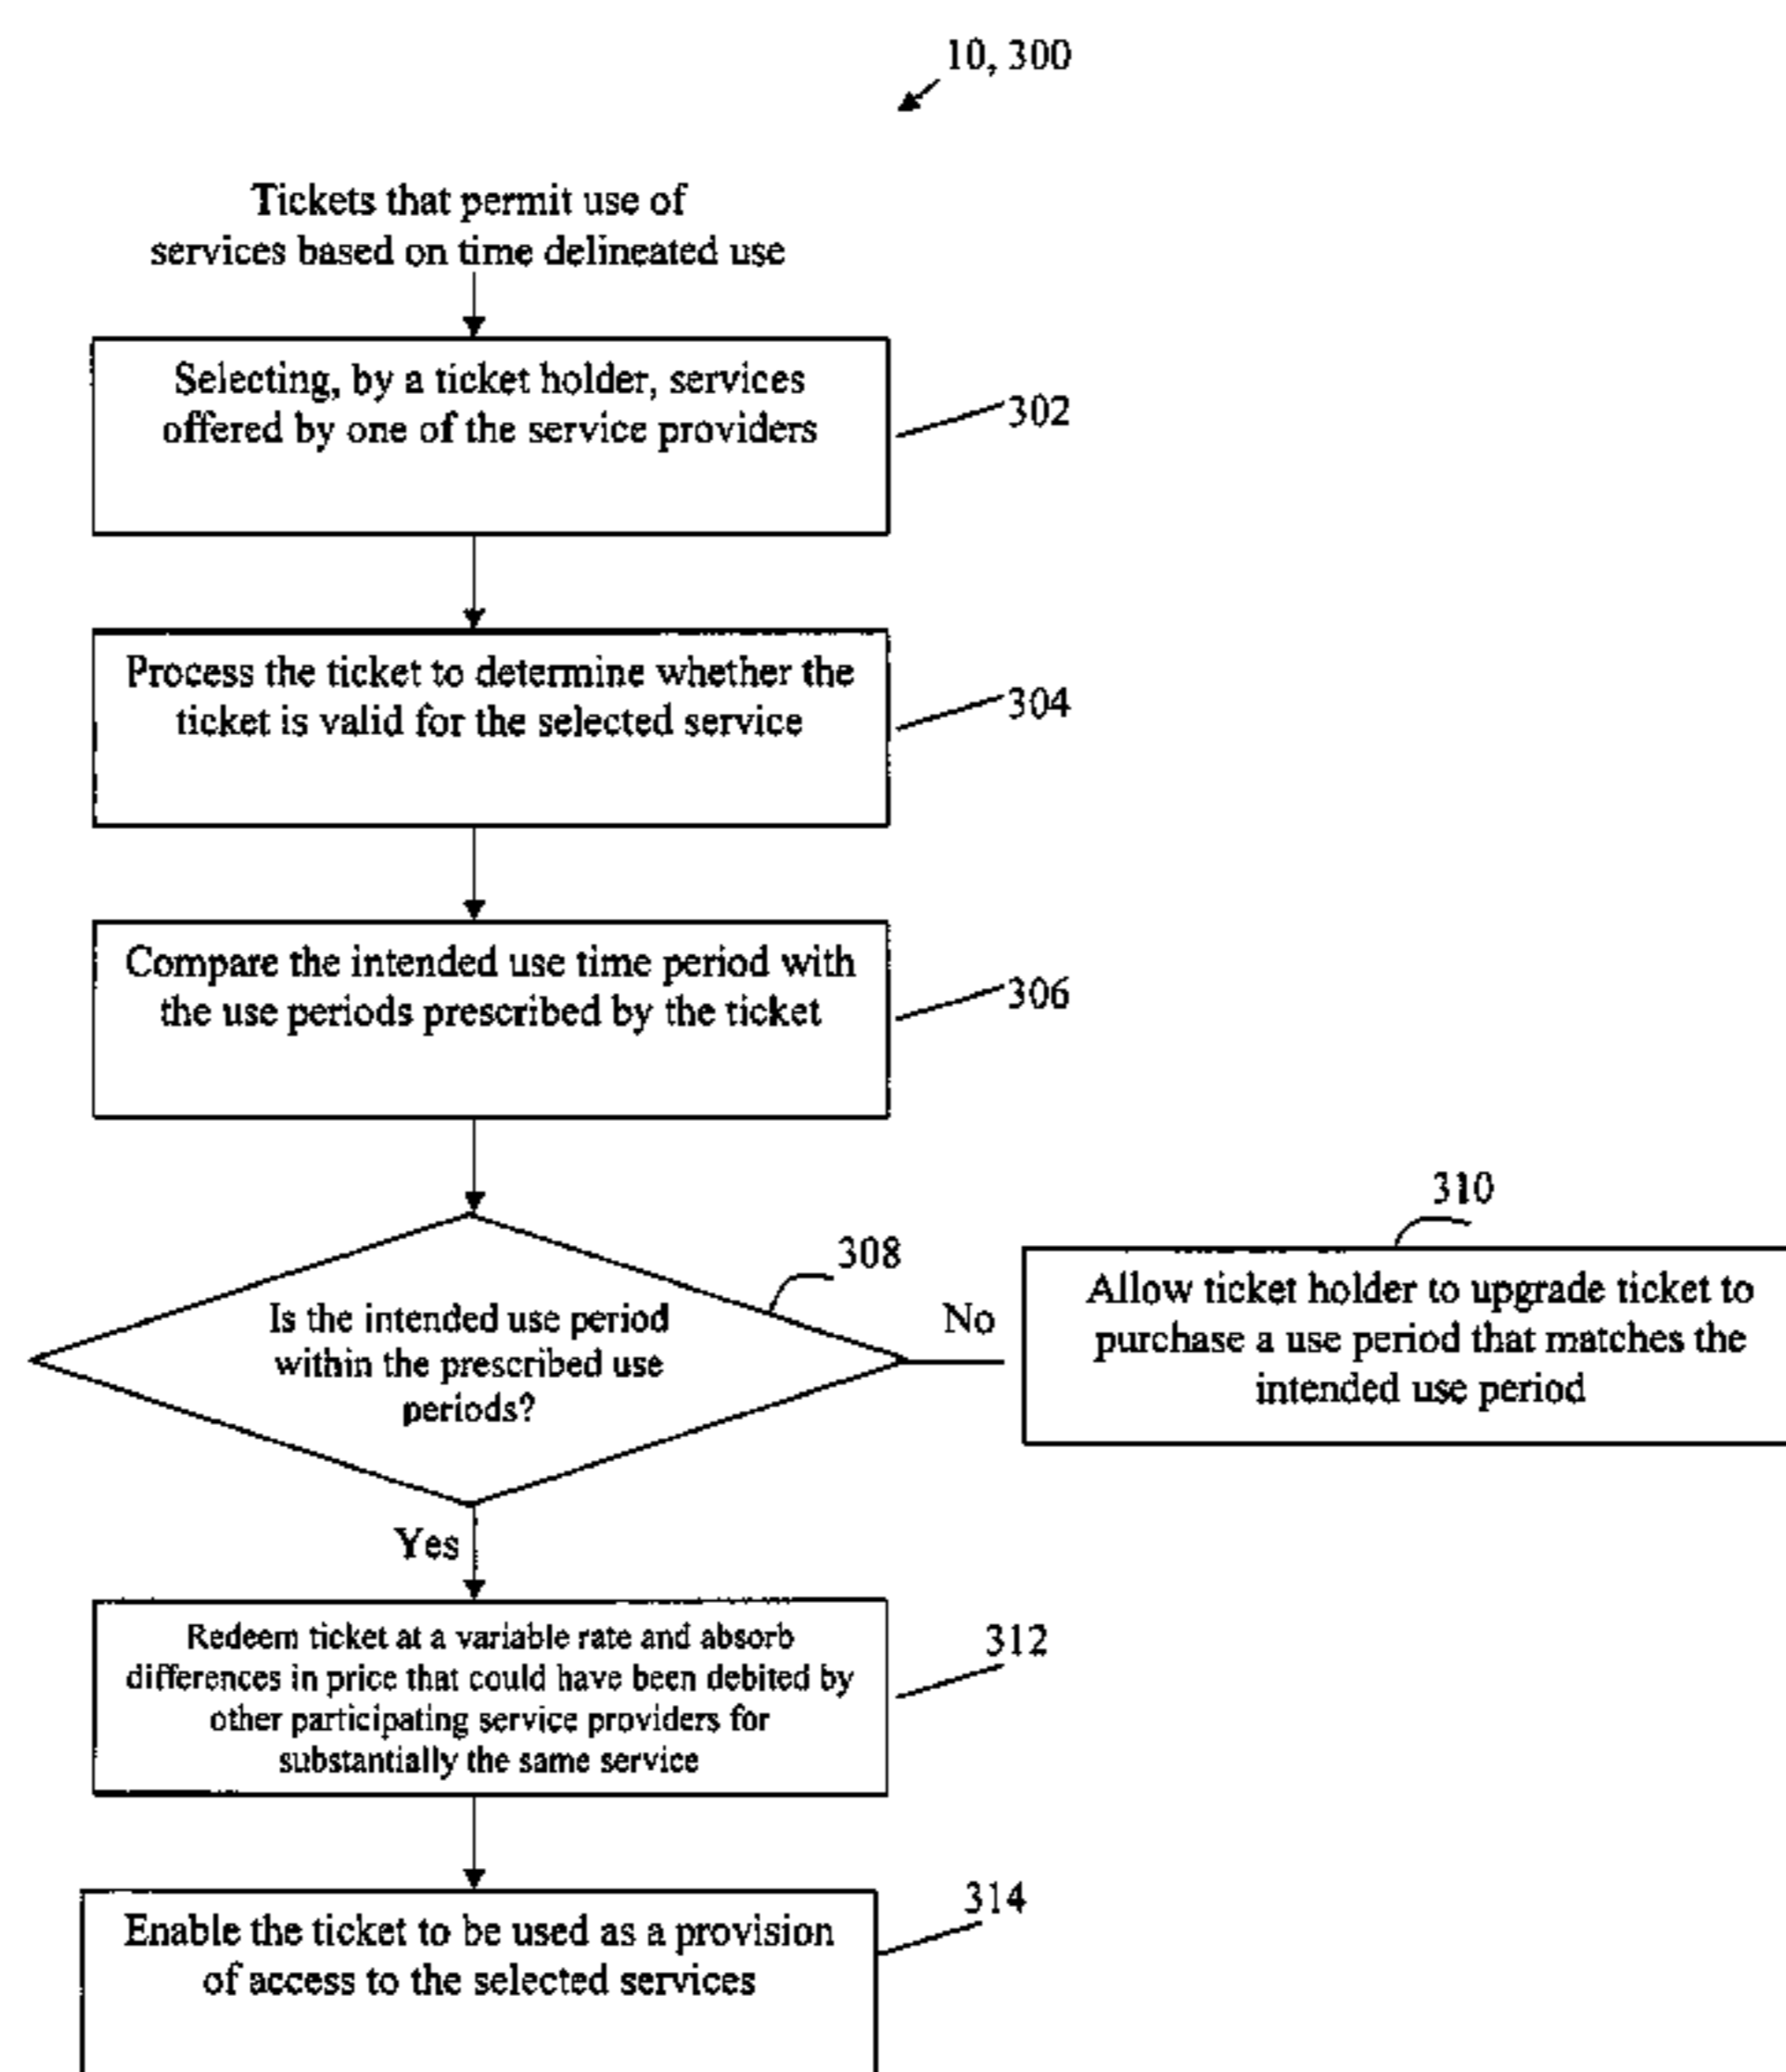 10, 300
Tickets that permit use of
services based on time delineated use
Selecting, by a ticket holder, services
offered by one of the service providers
302
Process the ticket to determine whether the
ticket is valid for the selected service
304
Compare the intended use time period with
the use periods prescribed by the ticket
306
308
Is the intended use period
within the prescribed use
periods?
No
310
Allow ticket holder to upgrade ticket to
purchase a use period that matches the
intended use period
Yes
Redeem ticket at a variable rate and absorb
differences in price that could have been debited by
other participating service providers for
substantially the same service
312
Enable the ticket to be used as a provision
of access to the selected services
314